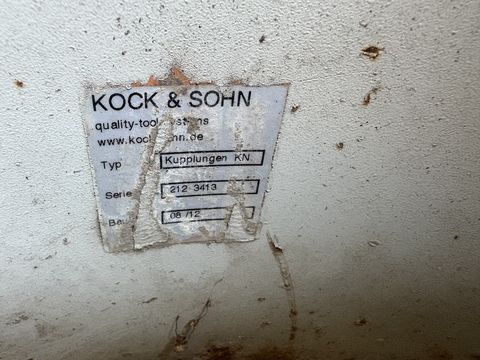 KOCK & SOHN
quality-tool
www.kock
Typ Kupplungen KN
Serie 212 3413
08 /12